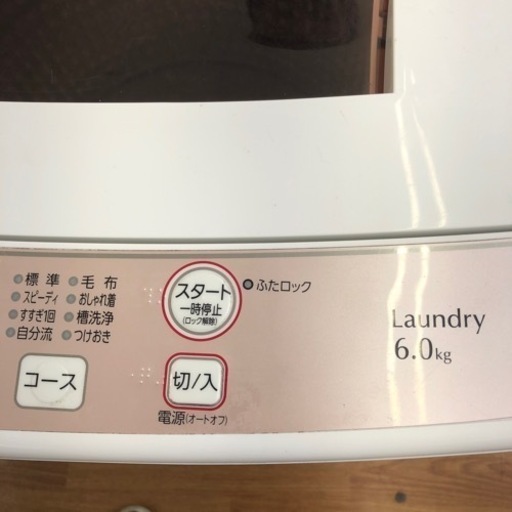 標準 毛布
スピーディ おしゃれ着
すすぎ1回 槽洗浄
自分流 つけおき
コース
スタート
一時停止
(ロック解除)
ふたロック
切/入
電源(オートオフ)
Laundry
6.0kg